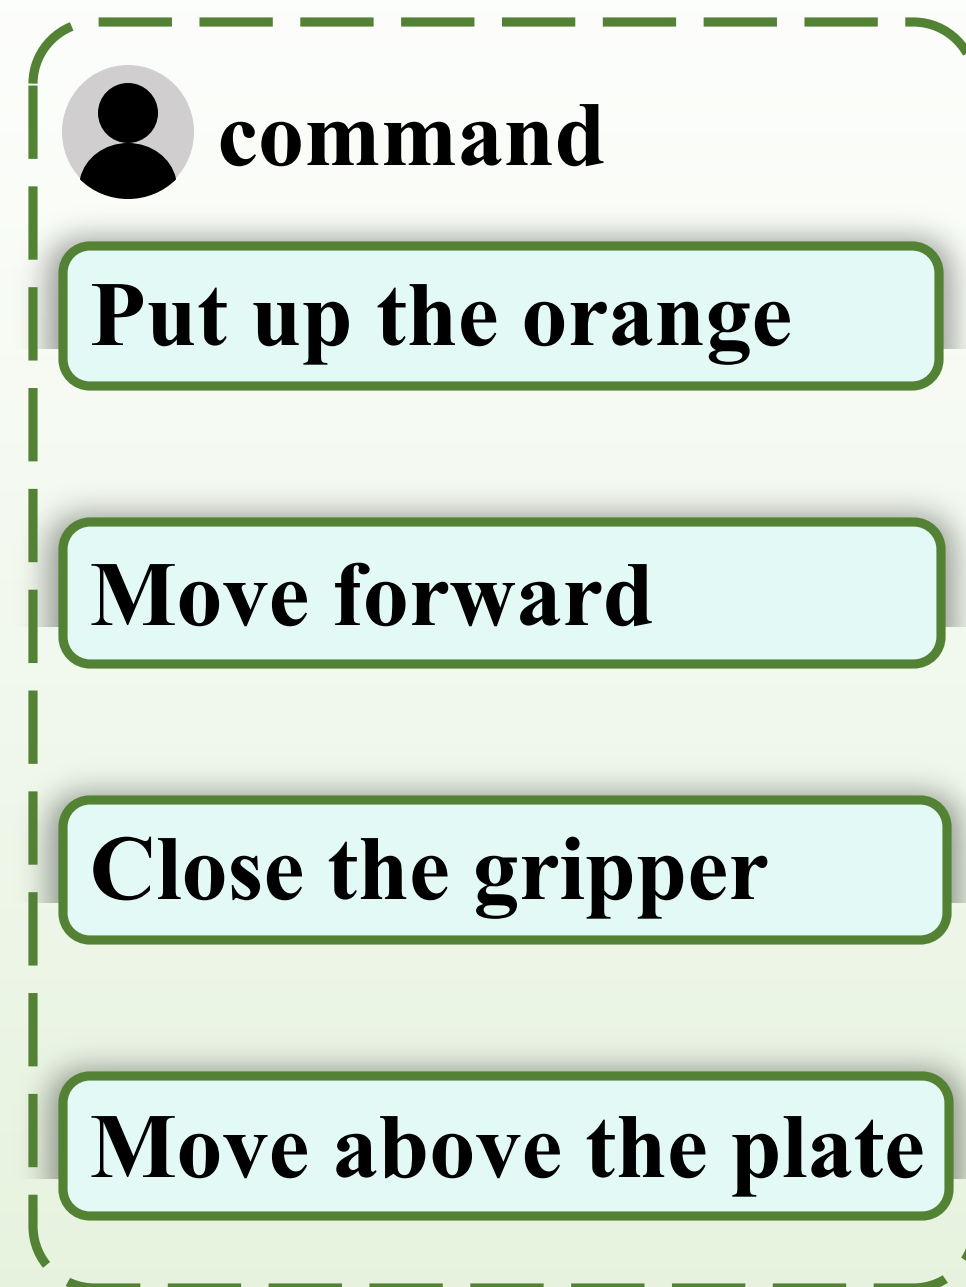 command
Put up the orange
Move forward
Close the gripper
Move above the plate